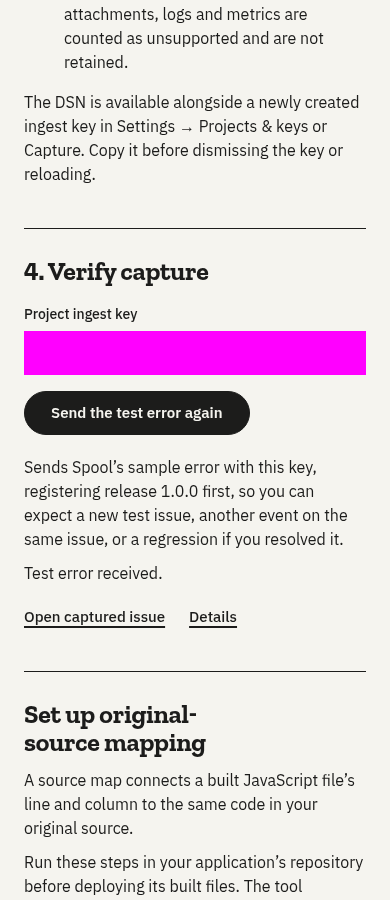 attachments, logs and metrics are
counted as unsupported and are not
retained.
The DSN is available alongside a newly created
ingest key in Settings → Projects & keys or
Capture. Copy it before dismissing the key or
reloading.
4. Verify capture
Project ingest key
Send the test error again
Sends Spool’s sample error with this key,
registering release 1.0.0 first, so you can
expect a new test issue, another event on the
same issue, or a regression if you resolved it.
Test error received.
Open captured issue Details
Set up original-
source mapping
A source map connects a built JavaScript file’s
line and column to the same code in your
original source.
Run these steps in your application’s repository
before deploying its built files. The tool